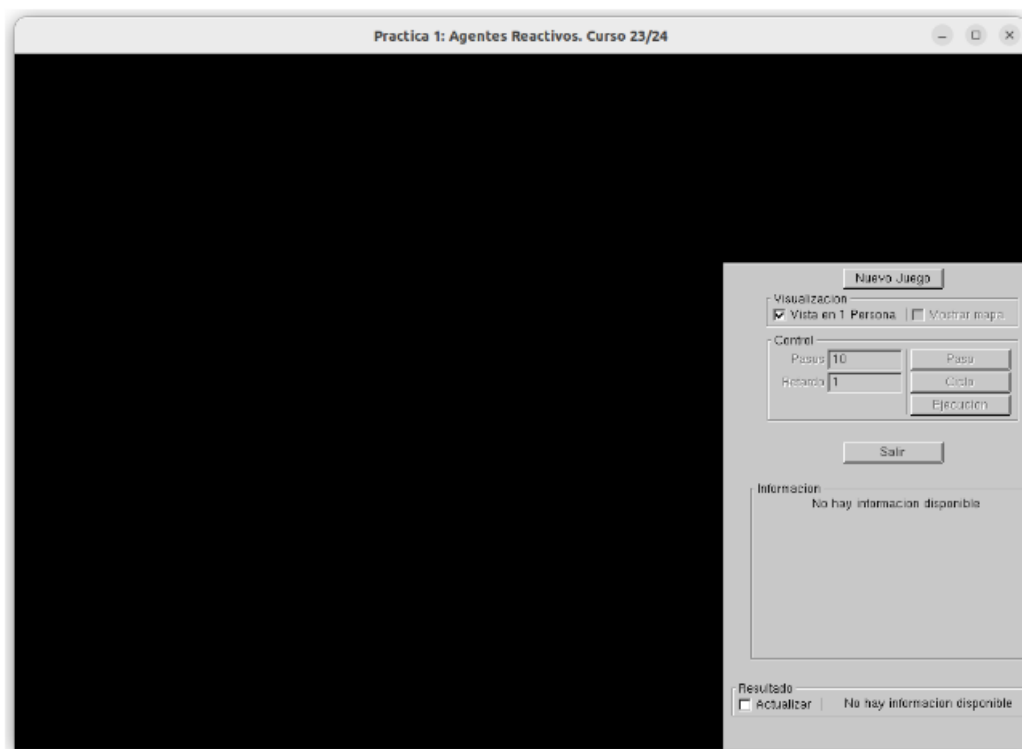 Practica 1: Agentes Reactivos. Curso 23/24
Nuevo Juego
Visualizacion
Vista en 1 Persona Mostrar mapa
Control
Pasos 10 Paso
Retardo 1 Ciclo
Ejecucion
Salir
Informacion
No hay informacion disponible
Resultado
Actualizar No hay informacion disponible